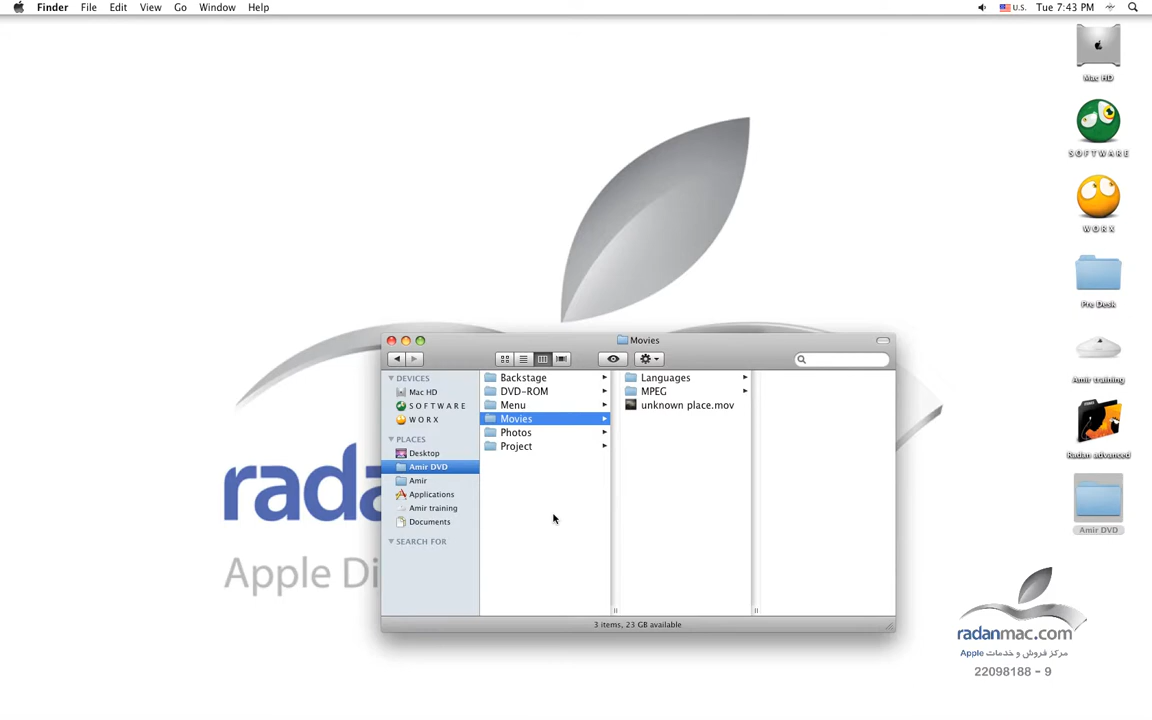 Finder File Edit View Go Window Help
U.S. Tue 7:43 PM
Mac HD
SOFTWARE
WORX
Pre Desk
Amir training
Radan advanced
Amir DVD
Movies
DEVICES
Mac HD
SOFTWARE
WORX
PLACES
Desktop
Amir DVD
Amir
Applications
Amir training
Documents
SEARCH FOR
Backstage
DVD-ROM
Menu
Movies
Photos
Project
Languages
MPEG
unknown place.mov
3 items, 23 GB available
rada
Apple Di
radanmac.com
مرکز فروش و خدمات Apple
22098188 - 9